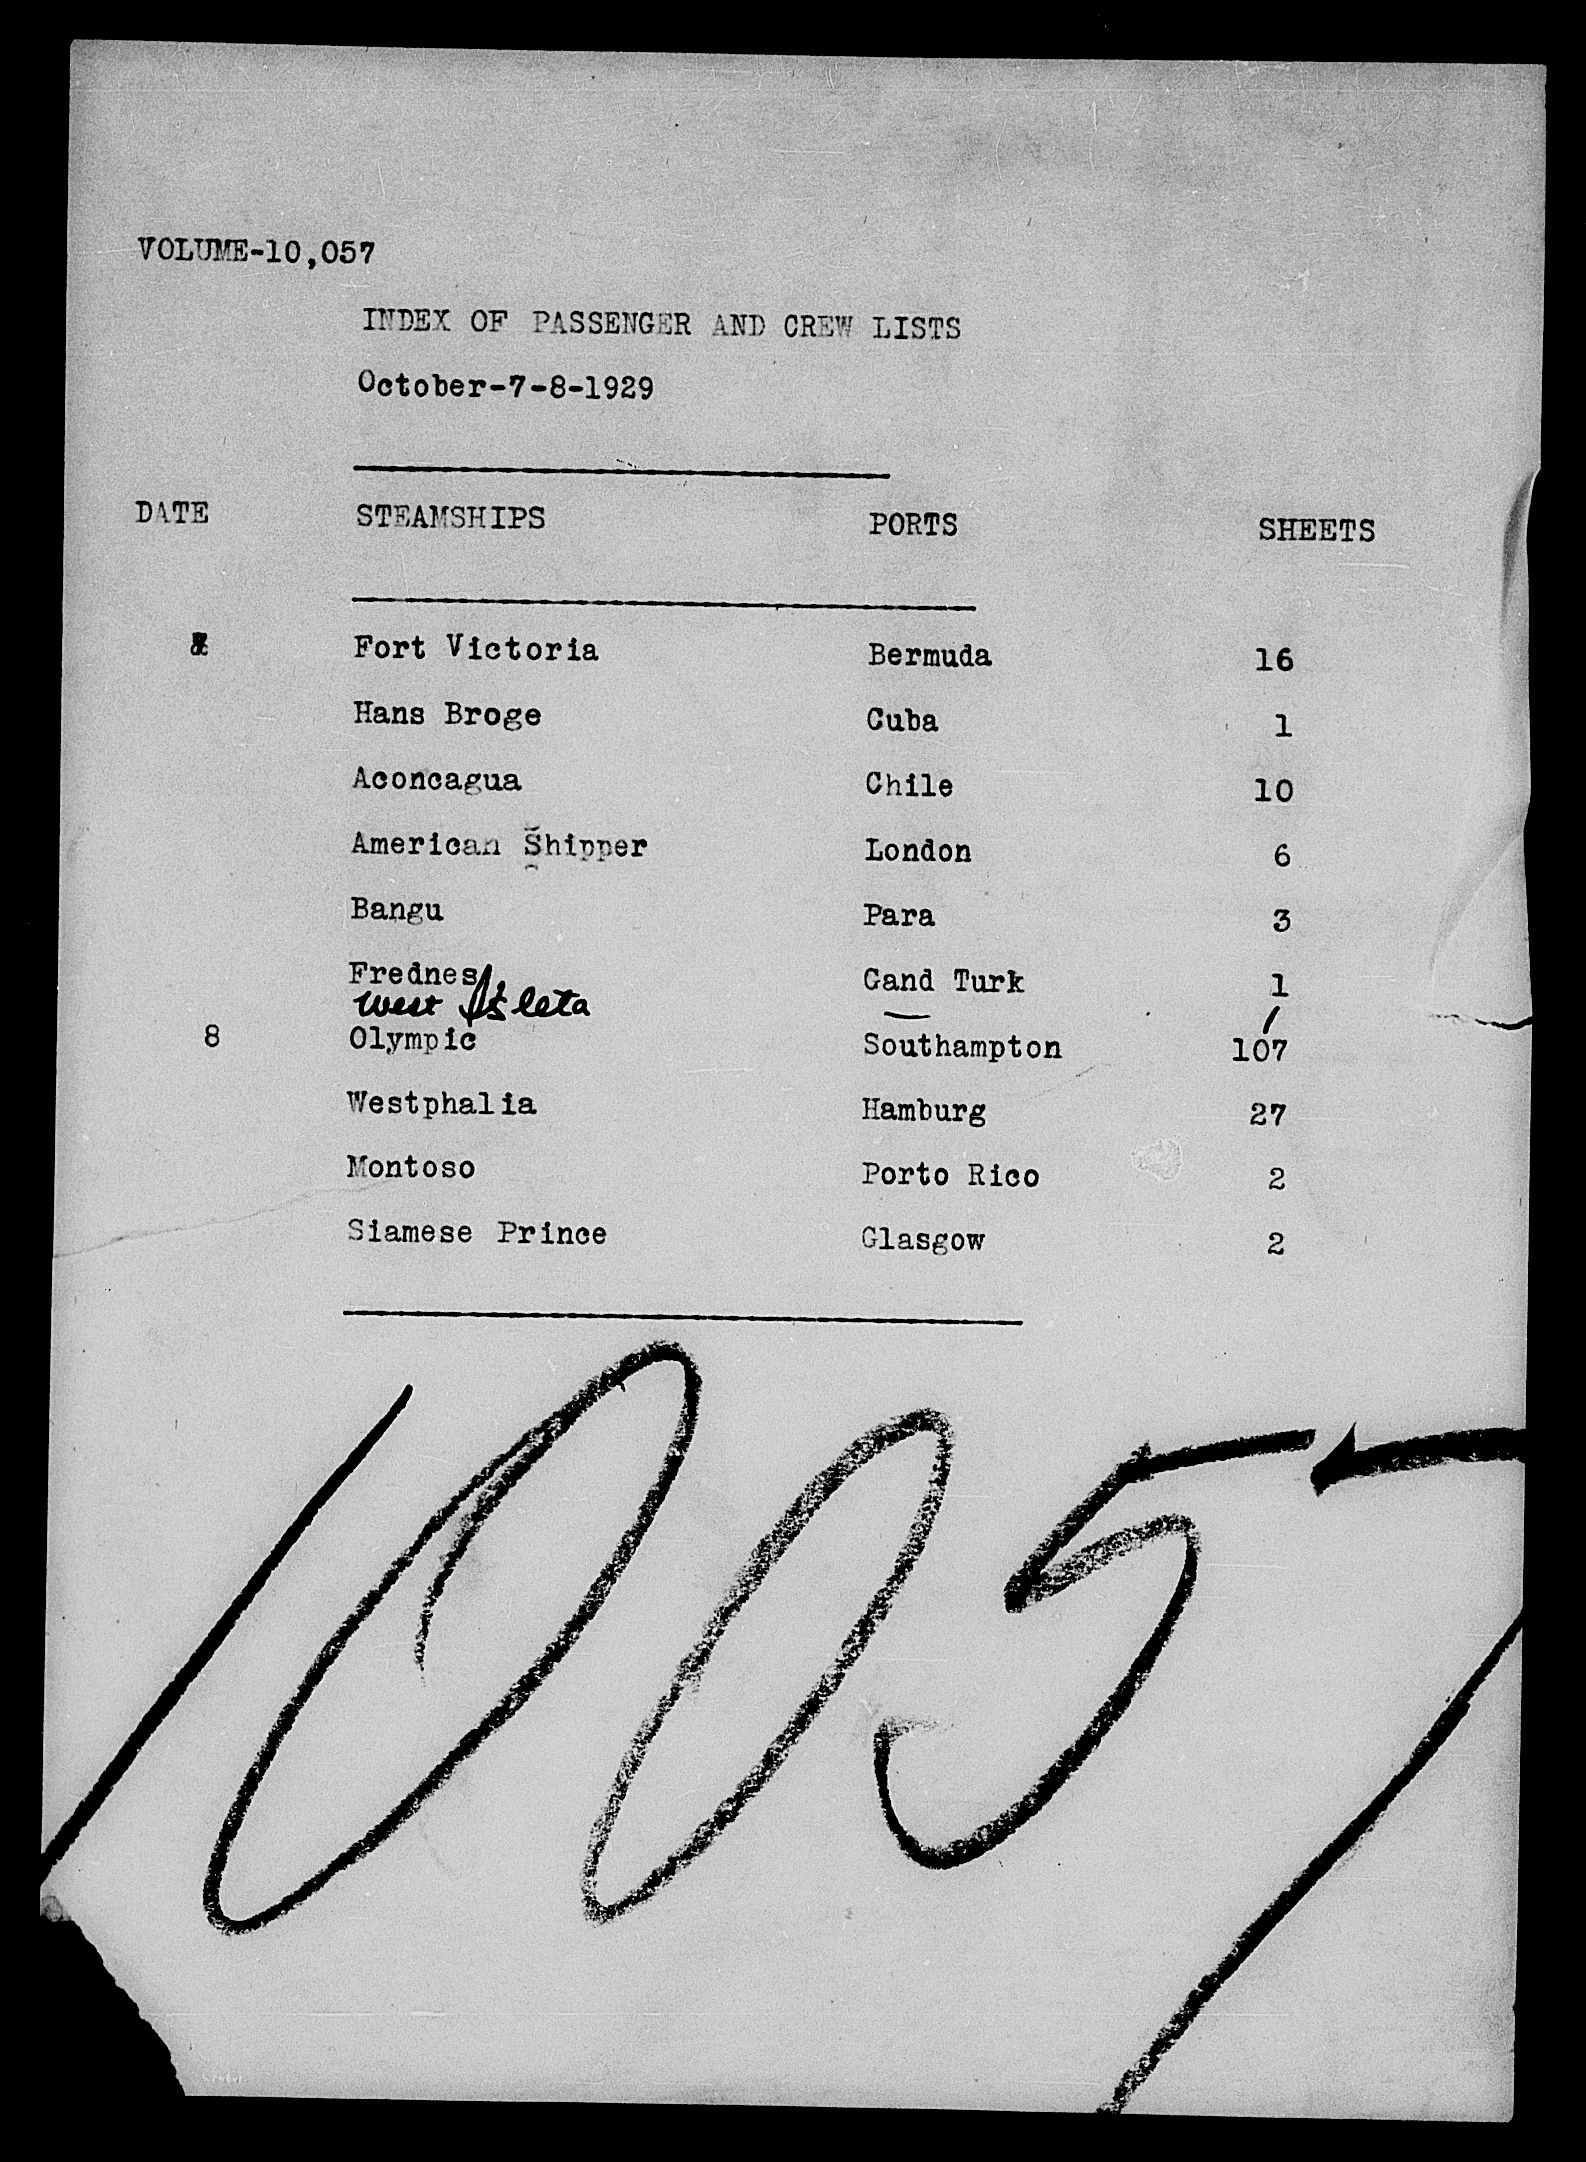 VOLUME-10,057
INDEX OF PASSENGER AND CREW LISTS
October-7-8-1929
DATE STEAMSHIPS PORTS SHEETS
Fort Victoria Bermuda 16
Hans Broge Cuba 1
Aconcagua Chile 10
American Shipper London 6
Bangu Para 3
Frednes Gand Turk 1
West Isleta — 1
8 Olympic Southampton 107
Westphalia Hamburg 27
Montoso Porto Rico 2
Siamese Prince Glasgow 2
10057